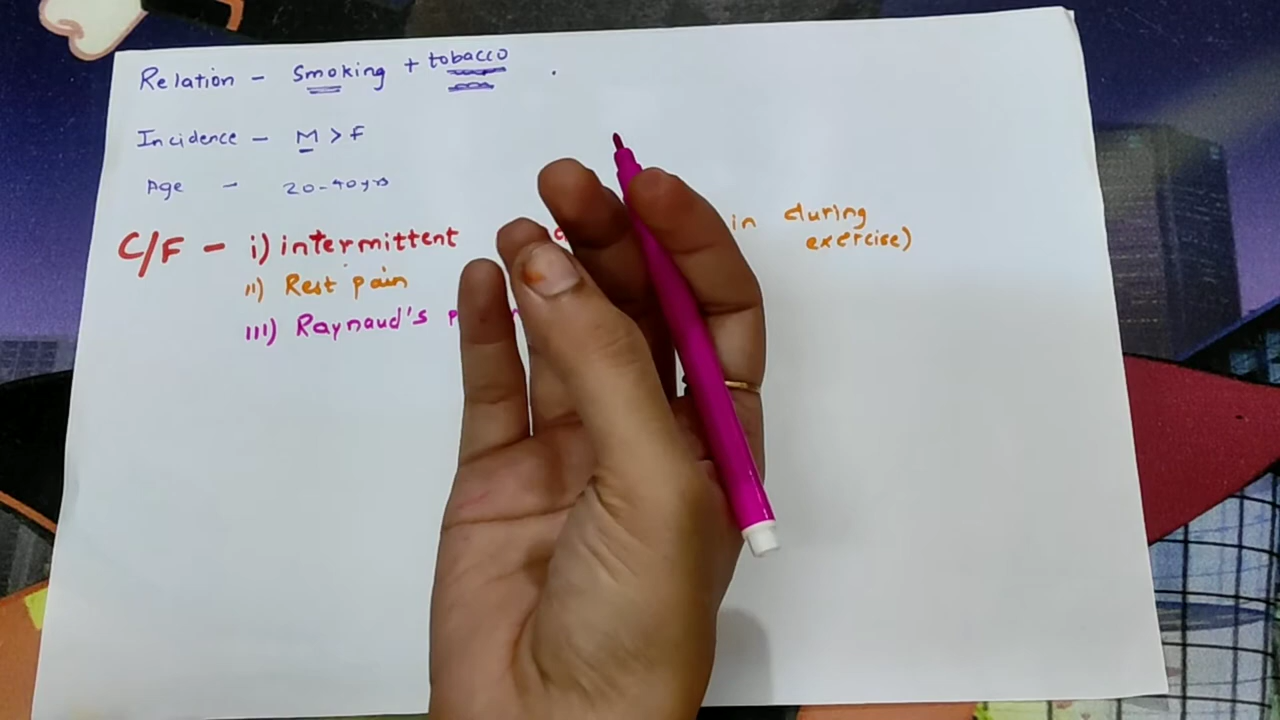 Relation - Smoking + tobacco .
Incidence - M > F
Age - 20-40yrs
C/F - i) intermittent in during
exercise)
ii) Rest pain
iii) Raynaud's